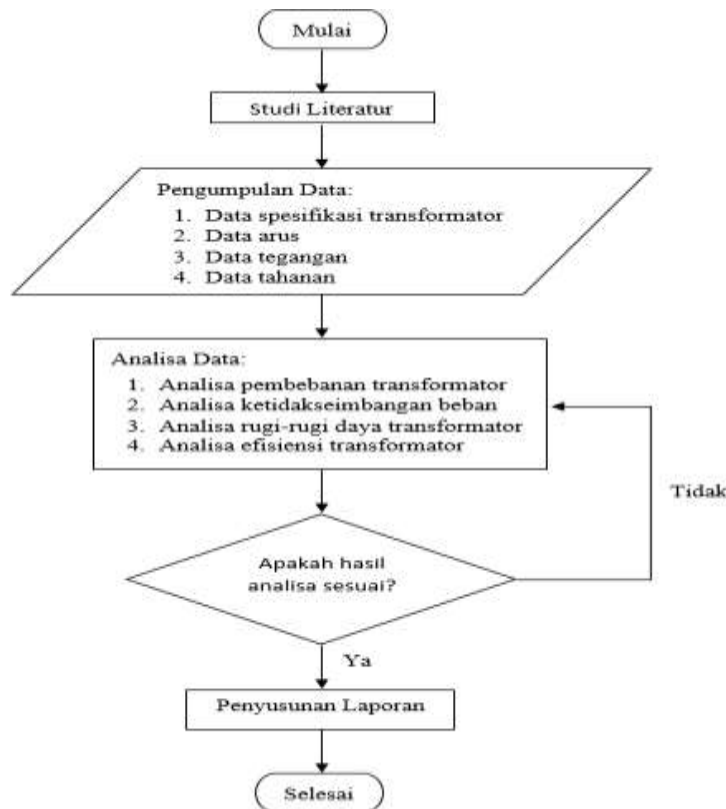 Mulai
Studi Literatur
Pengumpulan Data:
1. Data spesifikasi transformator
2. Data arus
3. Data tegangan
4. Data tahanan
Analisa Data:
1. Analisa pembebanan transformator
2. Analisa ketidakseimbangan beban
3. Analisa rugi-rugi daya transformator
4. Analisa efisiensi transformator
Tidak
Apakah hasil
analisa sesuai?
Ya
Penyusunan Laporan
Selesai